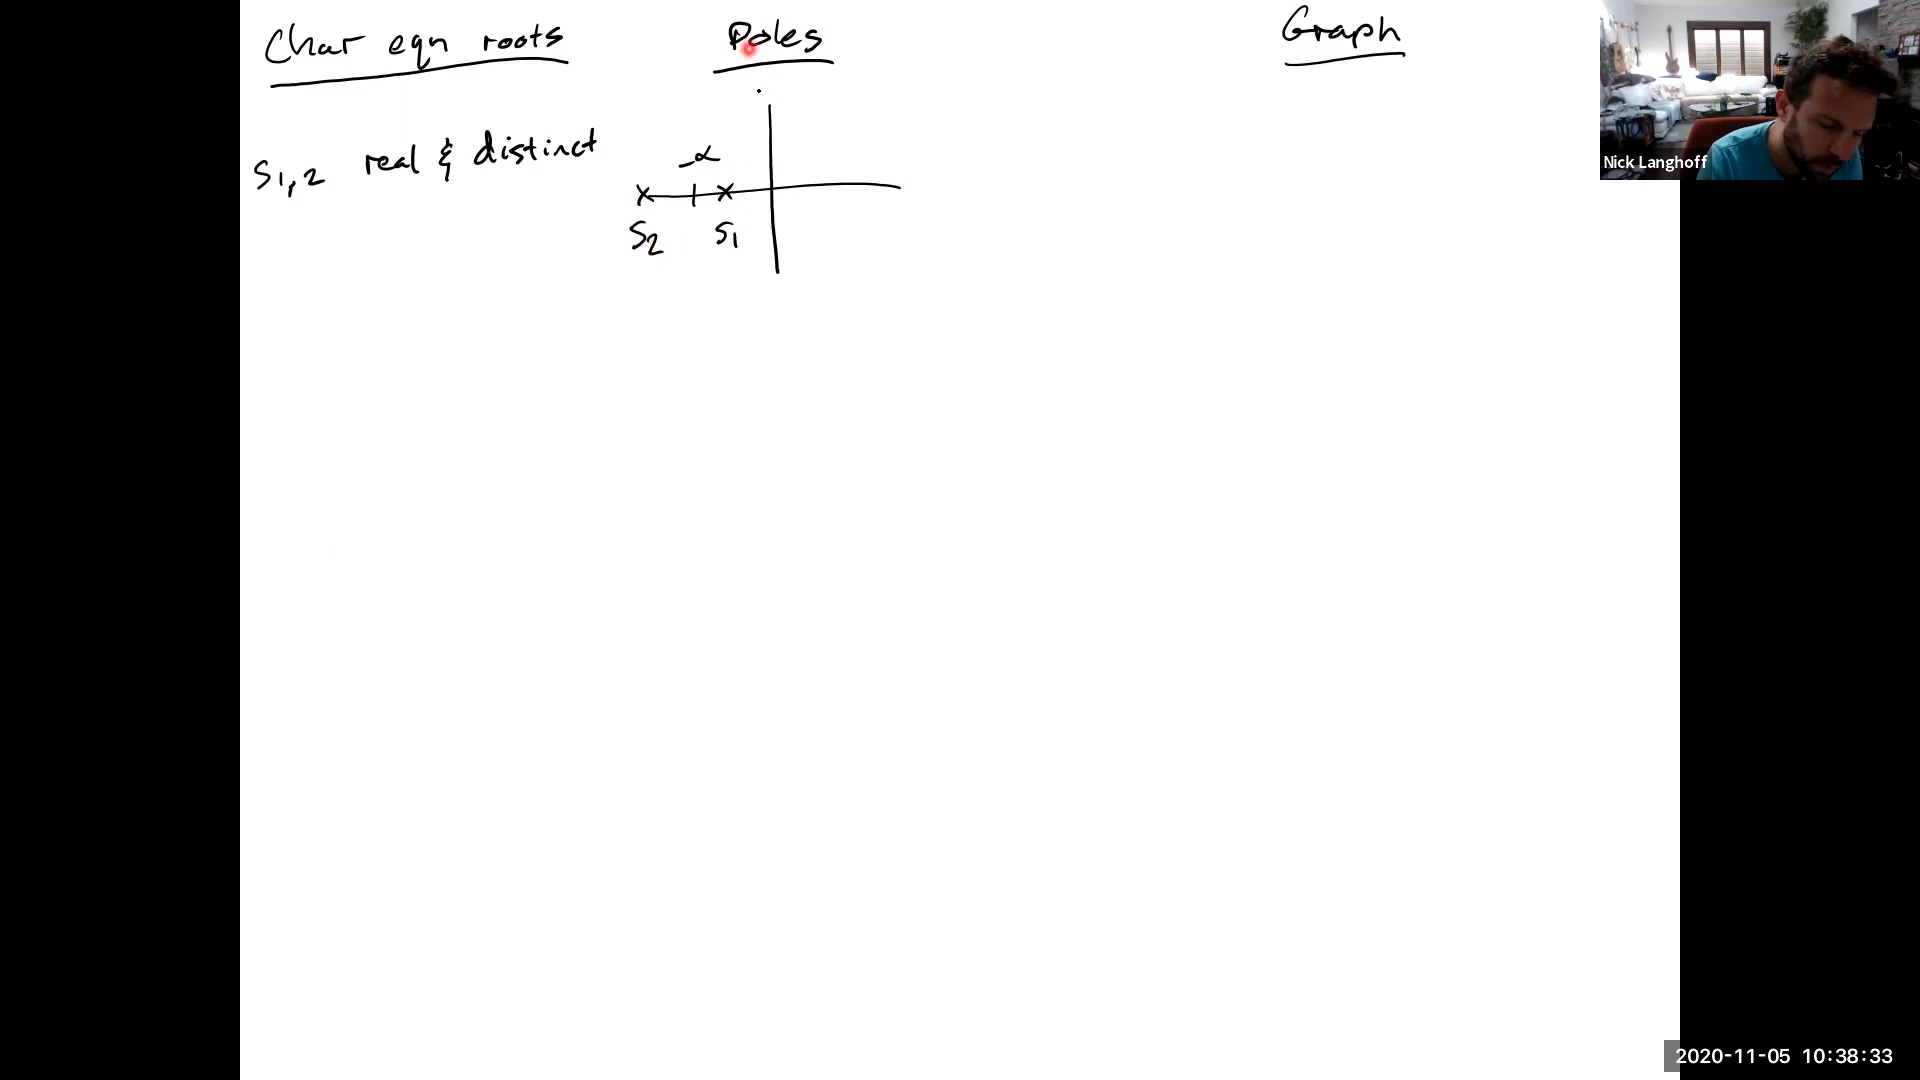 Char eqn roots
Poles
Graph
S1,2 real & distinct
-α
S2 S1
Nick Langhoff
2020-11-05 10:38:33